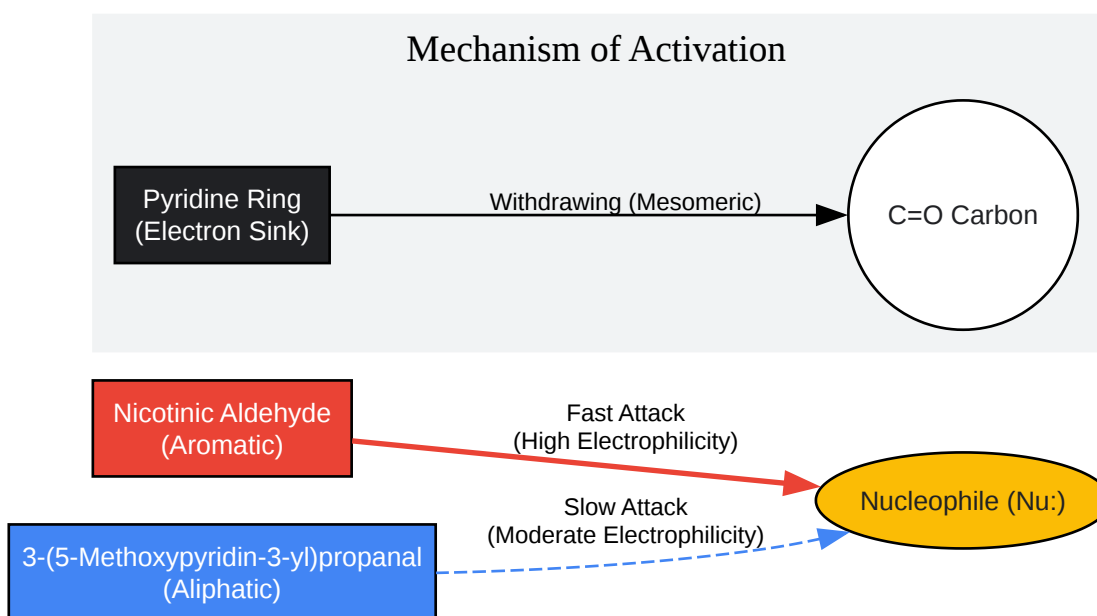 Mechanism of Activation
Pyridine Ring
(Electron Sink)
Withdrawing (Mesomeric)
C=O Carbon
Nicotinic Aldehyde
(Aromatic)
Fast Attack
(High Electrophilicity)
Nucleophile (Nu:)
Slow Attack
(Moderate Electrophilicity)
3-(5-Methoxypyridin-3-yl)propanal
(Aliphatic)